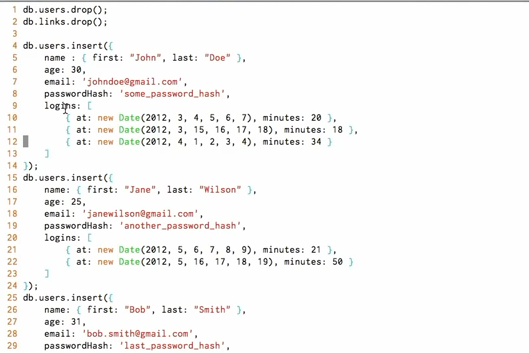 1 db.users.drop();
2 db.links.drop();
3
4 db.users.insert({
5     name : { first: "John", last: "Doe" },
6     age: 30,
7     email: 'johndoe@gmail.com',
8     passwordHash: 'some_password_hash',
9     logins: [
10         { at: new Date(2012, 3, 4, 5, 6, 7), minutes: 20 },
11         { at: new Date(2012, 3, 15, 16, 17, 18), minutes: 18 },
12         { at: new Date(2012, 4, 1, 2, 3, 4), minutes: 34 }
13     ]
14 });
15 db.users.insert({
16     name: { first: "Jane", last: "Wilson" },
17     age: 25,
18     email: 'janewilson@gmail.com',
19     passwordHash: 'another_password_hash',
20     logins: [
21         { at: new Date(2012, 5, 6, 7, 8, 9), minutes: 21 },
22         { at: new Date(2012, 5, 16, 17, 18, 19), minutes: 50 }
23     ]
24 });
25 db.users.insert({
26     name: { first: "Bob", last: "Smith" },
27     age: 31,
28     email: 'bob.smith@gmail.com',
29     passwordHash: 'last_password_hash',